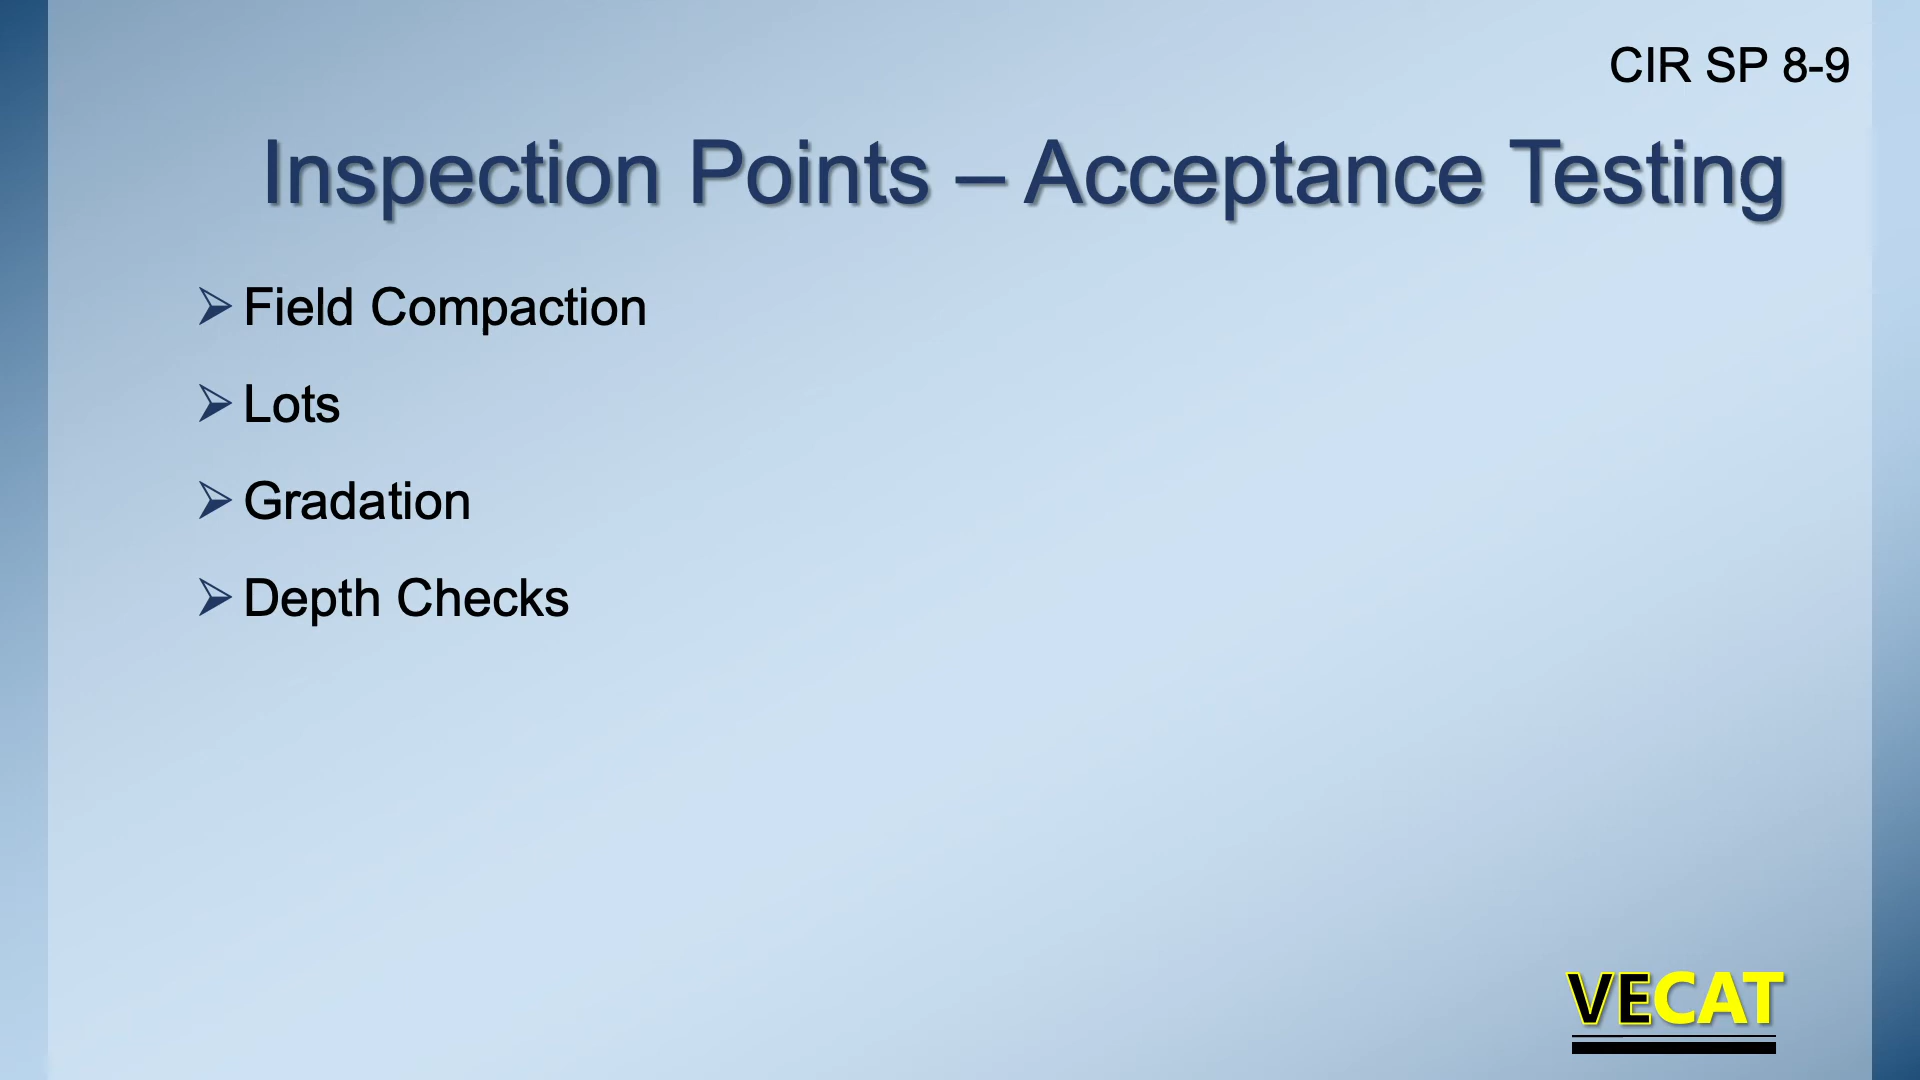 CIR SP 8-9
Inspection Points – Acceptance Testing
Field Compaction
Lots
Gradation
Depth Checks
VECAT